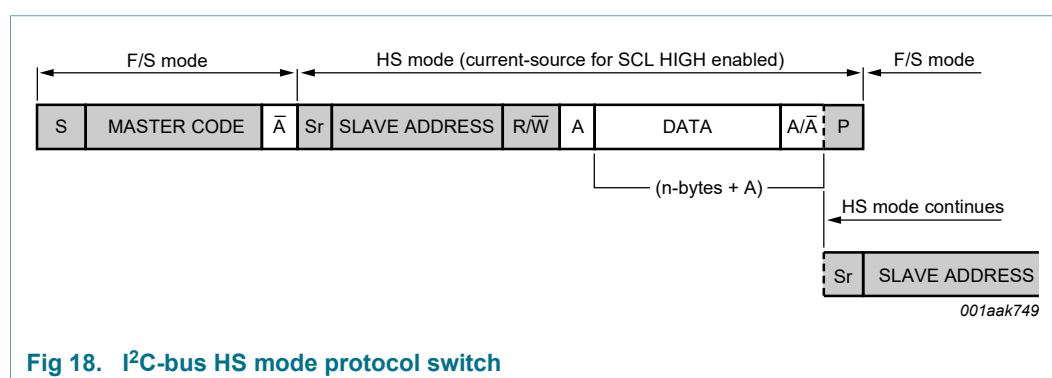 F/S mode HS mode (current-source for SCL HIGH enabled) F/S mode
S MASTER CODE A̅ Sr SLAVE ADDRESS R/W̅ A DATA A/A̅ P
(n-bytes + A)
HS mode continues
Sr SLAVE ADDRESS
001aak749
Fig 18. I²C-bus HS mode protocol switch